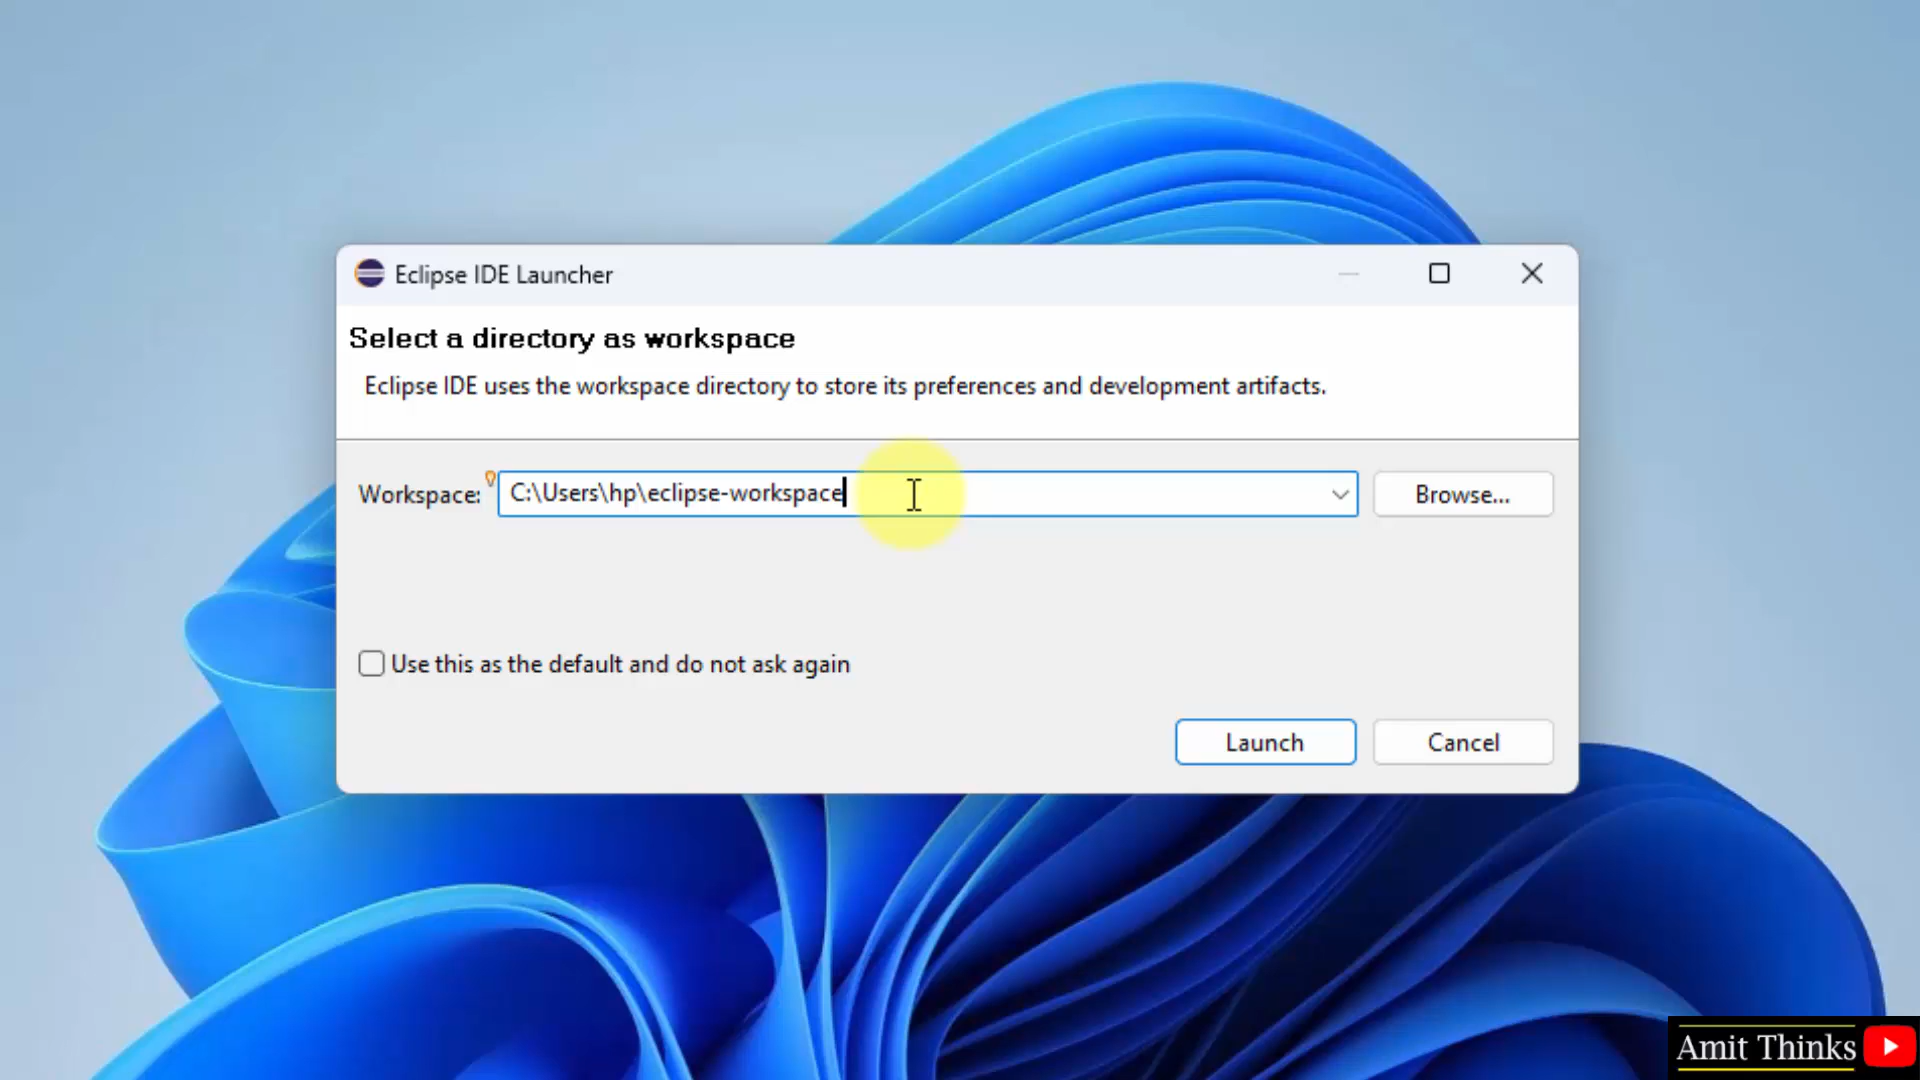 Eclipse IDE Launcher
Select a directory as workspace
Eclipse IDE uses the workspace directory to store its preferences and development artifacts.
Workspace: C:\Users\hp\eclipse-workspace Browse...
Use this as the default and do not ask again
Launch Cancel
Amit Thinks